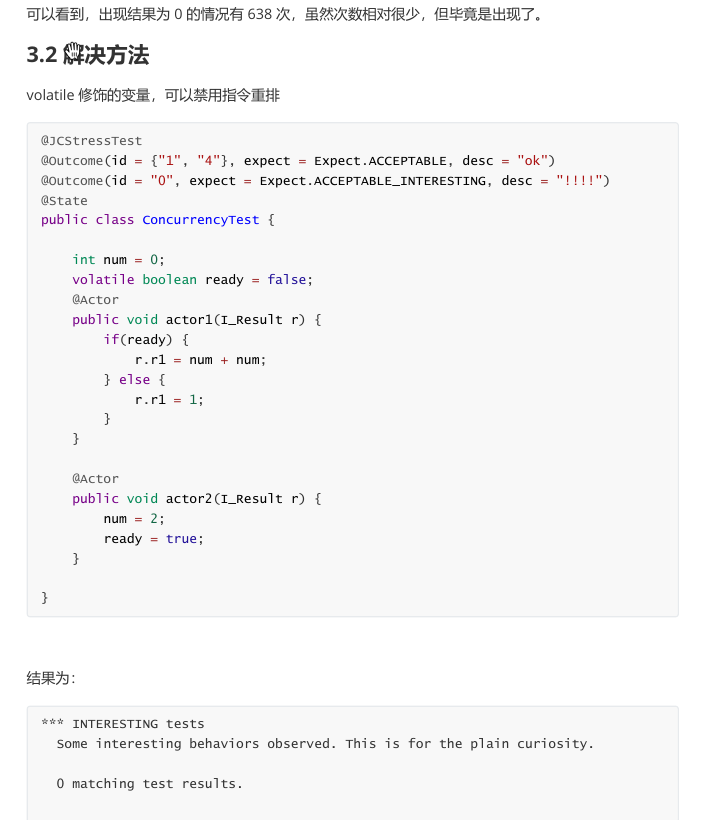 可以看到，出现结果为 0 的情况有 638 次，虽然次数相对很少，但毕竟是出现了。
3.2 解决方法
volatile 修饰的变量，可以禁用指令重排
@JCStressTest
@Outcome(id = {"1", "4"}, expect = Expect.ACCEPTABLE, desc = "ok")
@Outcome(id = "0", expect = Expect.ACCEPTABLE_INTERESTING, desc = "!!!!")
@State
public class ConcurrencyTest {
int num = 0;
volatile boolean ready = false;
@Actor
public void actor1(I_Result r) {
if(ready) {
r.r1 = num + num;
} else {
r.r1 = 1;
}
}
@Actor
public void actor2(I_Result r) {
num = 2;
ready = true;
}
}
结果为：
*** INTERESTING tests
Some interesting behaviors observed. This is for the plain curiosity.
0 matching test results.